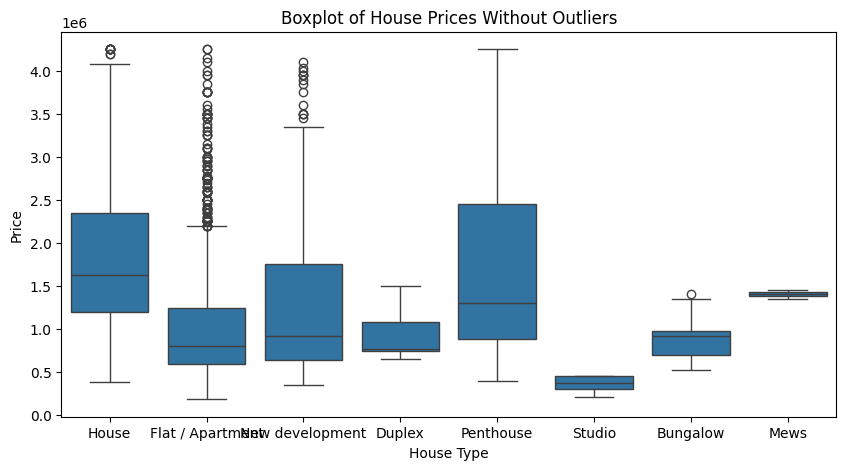 Boxplot of House Prices Without Outliers
1e6
4.0
3.5
3.0
2.5
2.0
1.5
1.0
0.5
0.0
Price
House Flat / Apartment New development Duplex Penthouse Studio Bungalow Mews
House Type